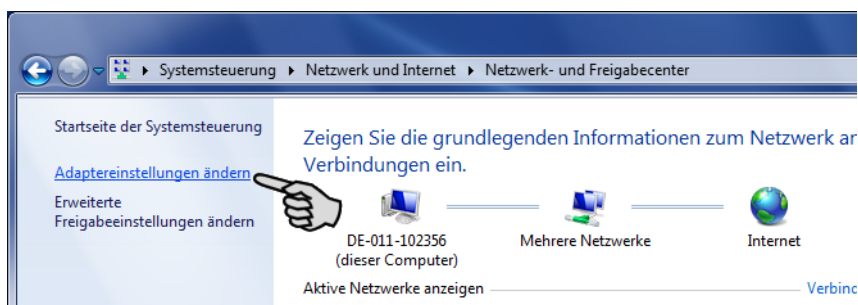 Systemsteuerung ▸ Netzwerk und Internet ▸ Netzwerk- und Freigabecenter
Startseite der Systemsteuerung
Adaptereinstellungen ändern
Erweiterte
Freigabeeinstellungen ändern
Zeigen Sie die grundlegenden Informationen zum Netzwerk
Verbindungen ein.
DE-011-102356
(dieser Computer)
Mehrere Netzwerke
Internet
Aktive Netzwerke anzeigen